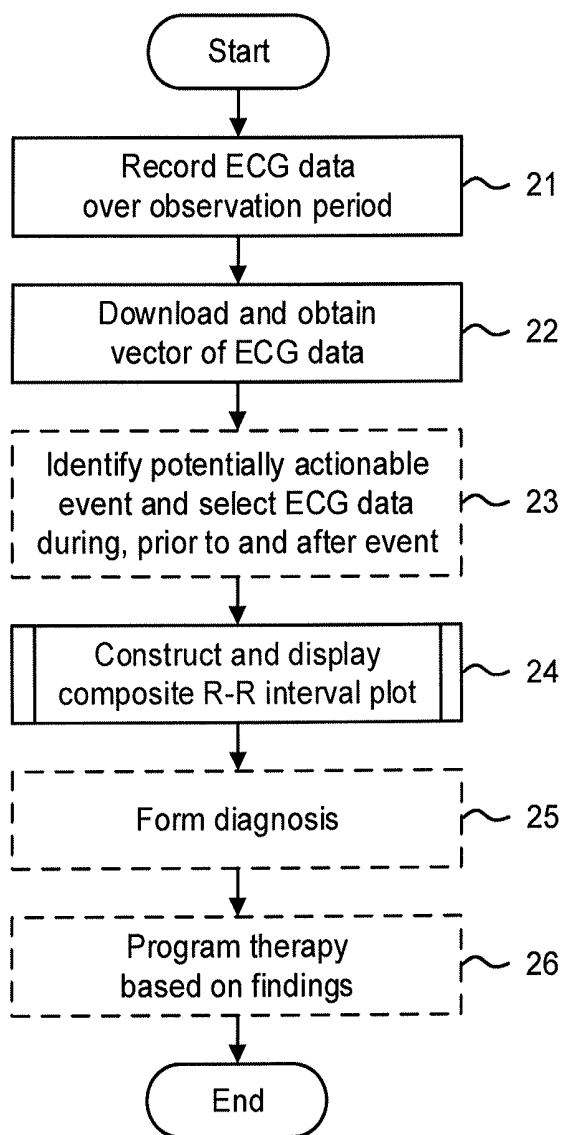 Start
Record ECG data
over observation period
21
Download and obtain
vector of ECG data
22
Identify potentially actionable
event and select ECG data
during, prior to and after event
23
Construct and display
composite R-R interval plot
24
Form diagnosis
25
Program therapy
based on findings
26
End